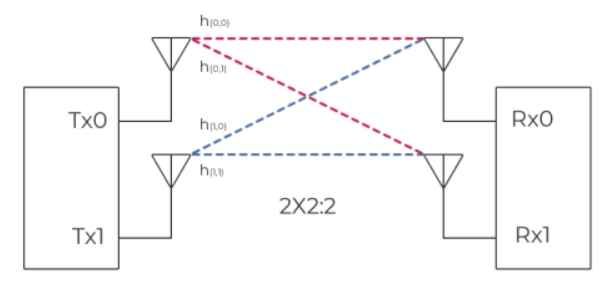 h(0,0)
h(0,1)
Tx0
Rx0
h(1,0)
h(1,1)
2X2:2
Tx1
Rx1